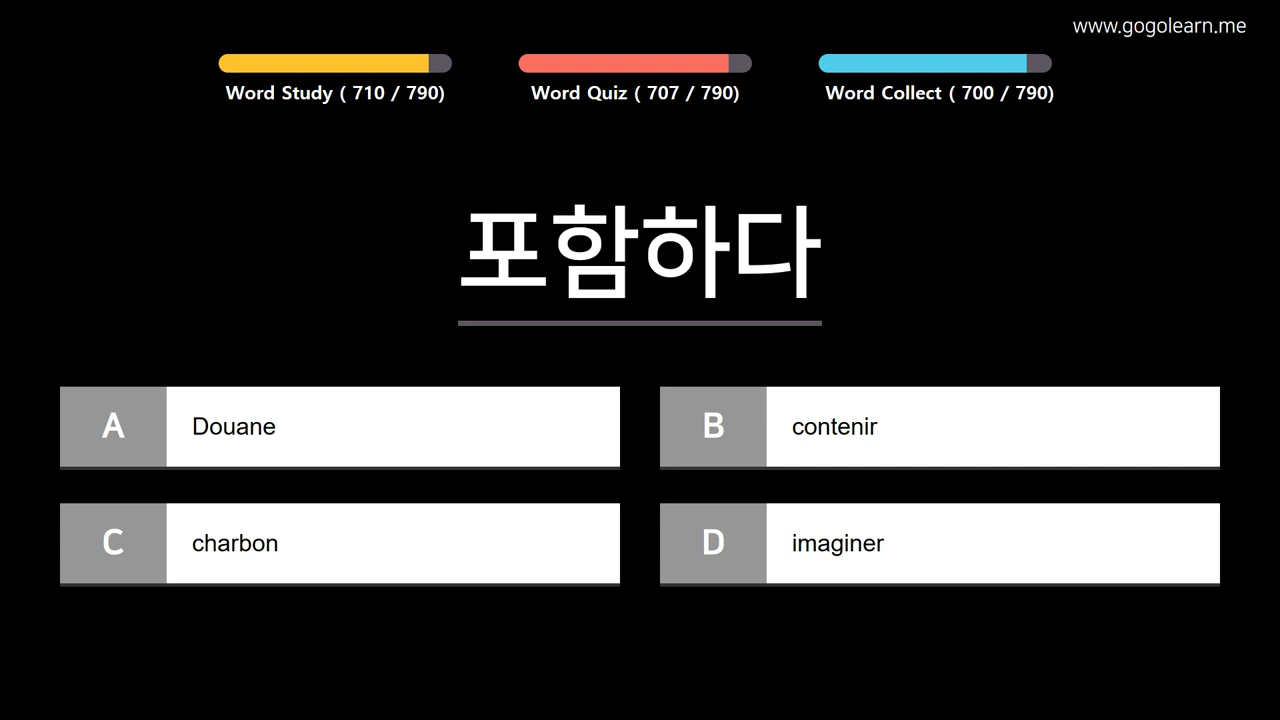 www.gogolearn.me
Word Study ( 710 / 790)
Word Quiz ( 707 / 790)
Word Collect ( 700 / 790)
포함하다
A Douane
B contenir
C charbon
D imaginer